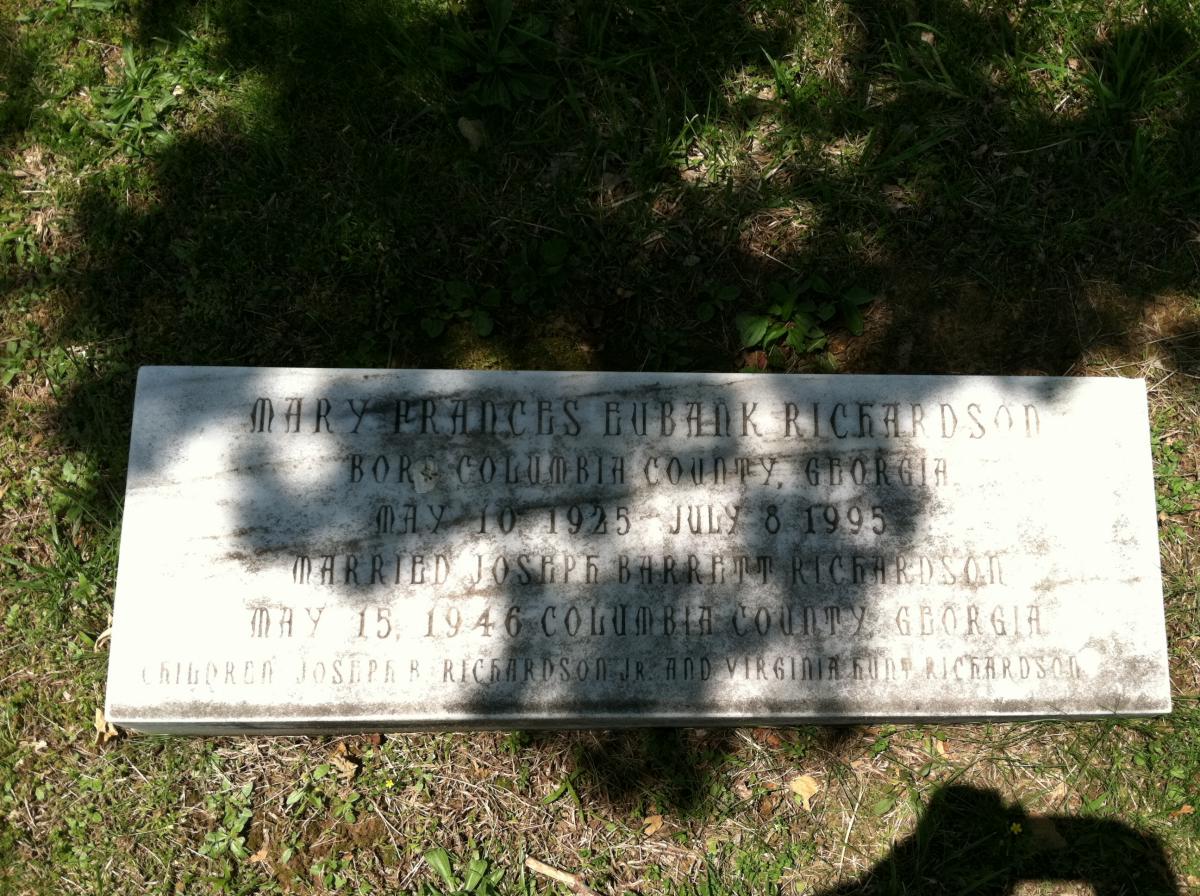 MARY FRANCES EUBANK RICHARDSON
BORN COLUMBIA COUNTY, GEORGIA
MAY 10 1925 - JULY 8 1995
MARRIED JOSEPH BARRETT RICHARDSON
MAY 15, 1946 COLUMBIA COUNTY GEORGIA
CHILDREN JOSEPH B. RICHARDSON JR. AND VIRGINIA HUNT RICHARDSON